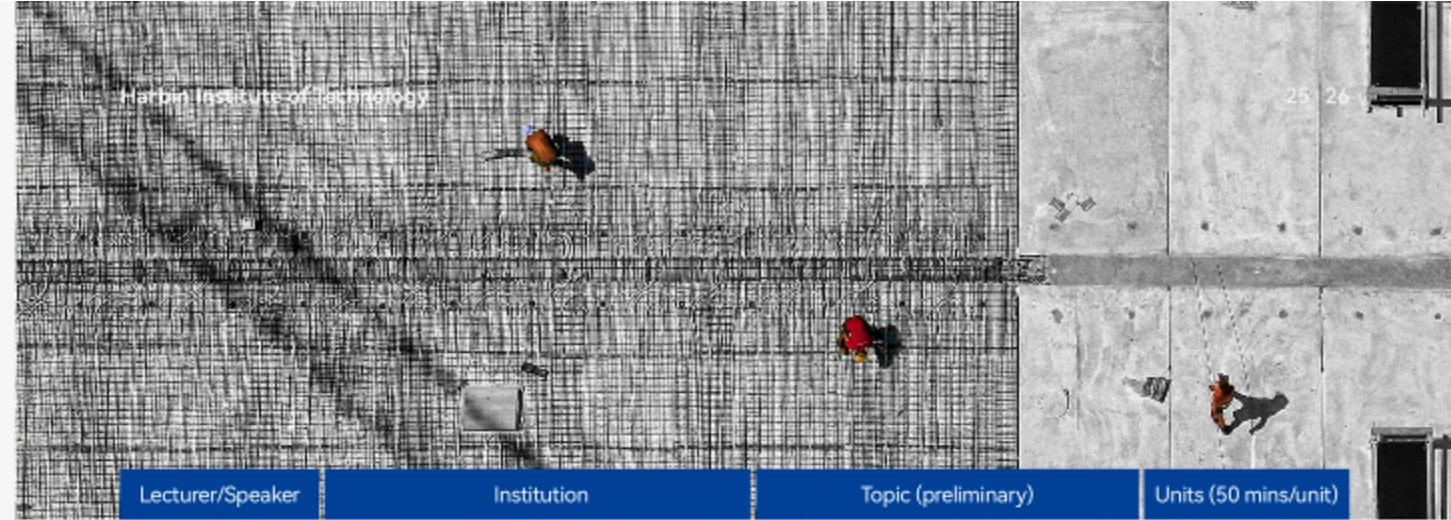 Harbin Institute of Technology
25 26
Lecturer/Speaker
Institution
Topic (preliminary)
Units (50 mins/unit)